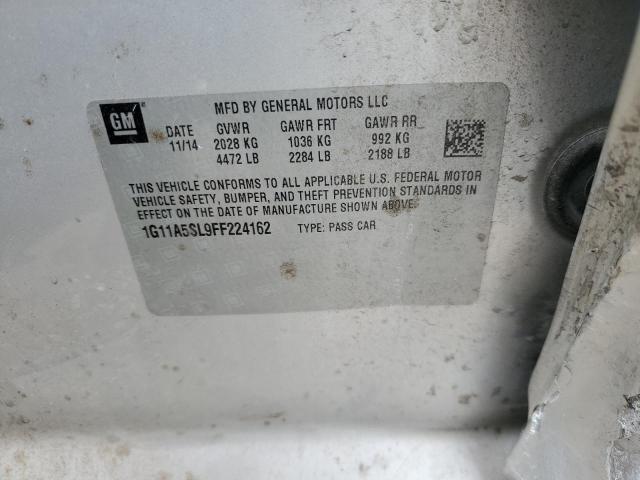 GM
MFD BY GENERAL MOTORS LLC
DATE GVWR GAWR FRT GAWR RR
11/14 2028 KG 1036 KG 992 KG
4472 LB 2284 LB 2188 LB
THIS VEHICLE CONFORMS TO ALL APPLICABLE U.S. FEDERAL MOTOR
VEHICLE SAFETY, BUMPER, AND THEFT PREVENTION STANDARDS IN
EFFECT ON THE DATE OF MANUFACTURE SHOWN ABOVE.
1G11A5SL9FF224162 TYPE: PASS CAR